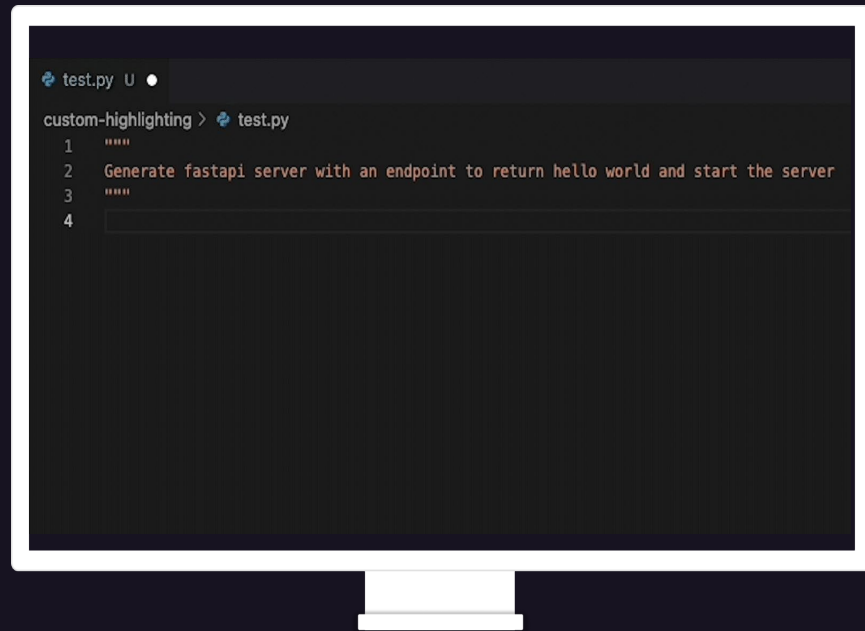 test.py U
custom-highlighting > test.py
1 """
2 Generate fastapi server with an endpoint to return hello world and start the server
3 """
4